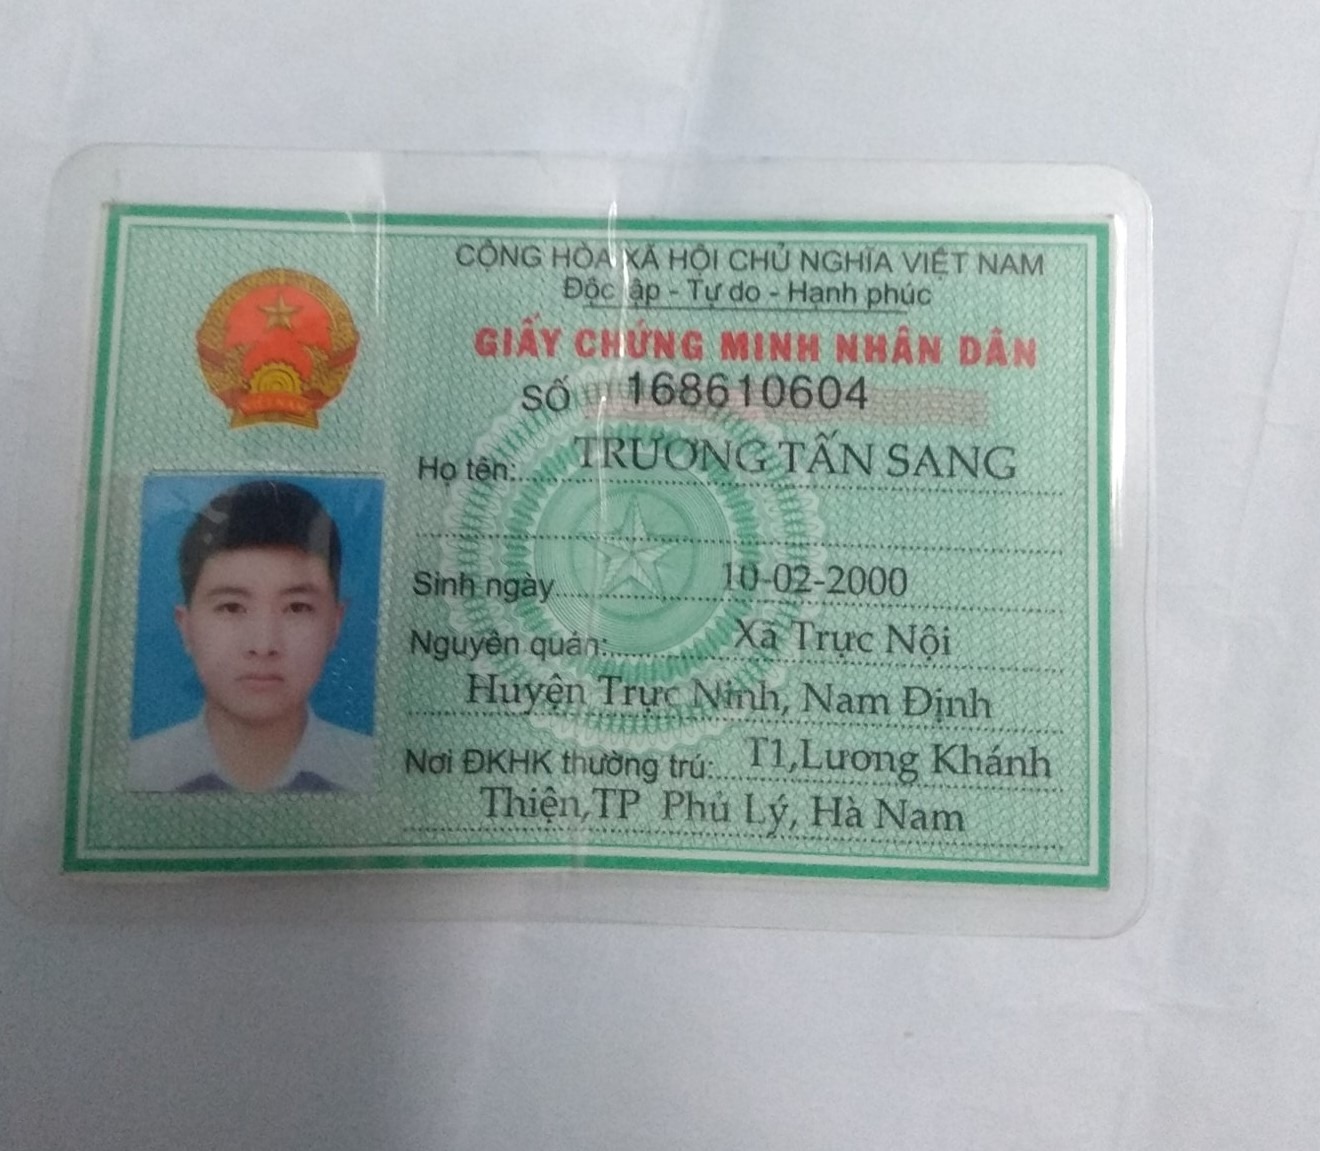 CỘNG HÒA XÃ HỘI CHỦ NGHĨA VIỆT NAM
Độc lập - Tự do - Hạnh phúc
GIẤY CHỨNG MINH NHÂN DÂN
SỐ 168610604
Họ tên: TRƯƠNG TẤN SANG
Sinh ngày 10-02-2000
Nguyên quán: Xã Trực Nội
Huyện Trực Ninh, Nam Định
Nơi ĐKHK thường trú: T1,Lương Khánh
Thiện,TP Phủ Lý, Hà Nam